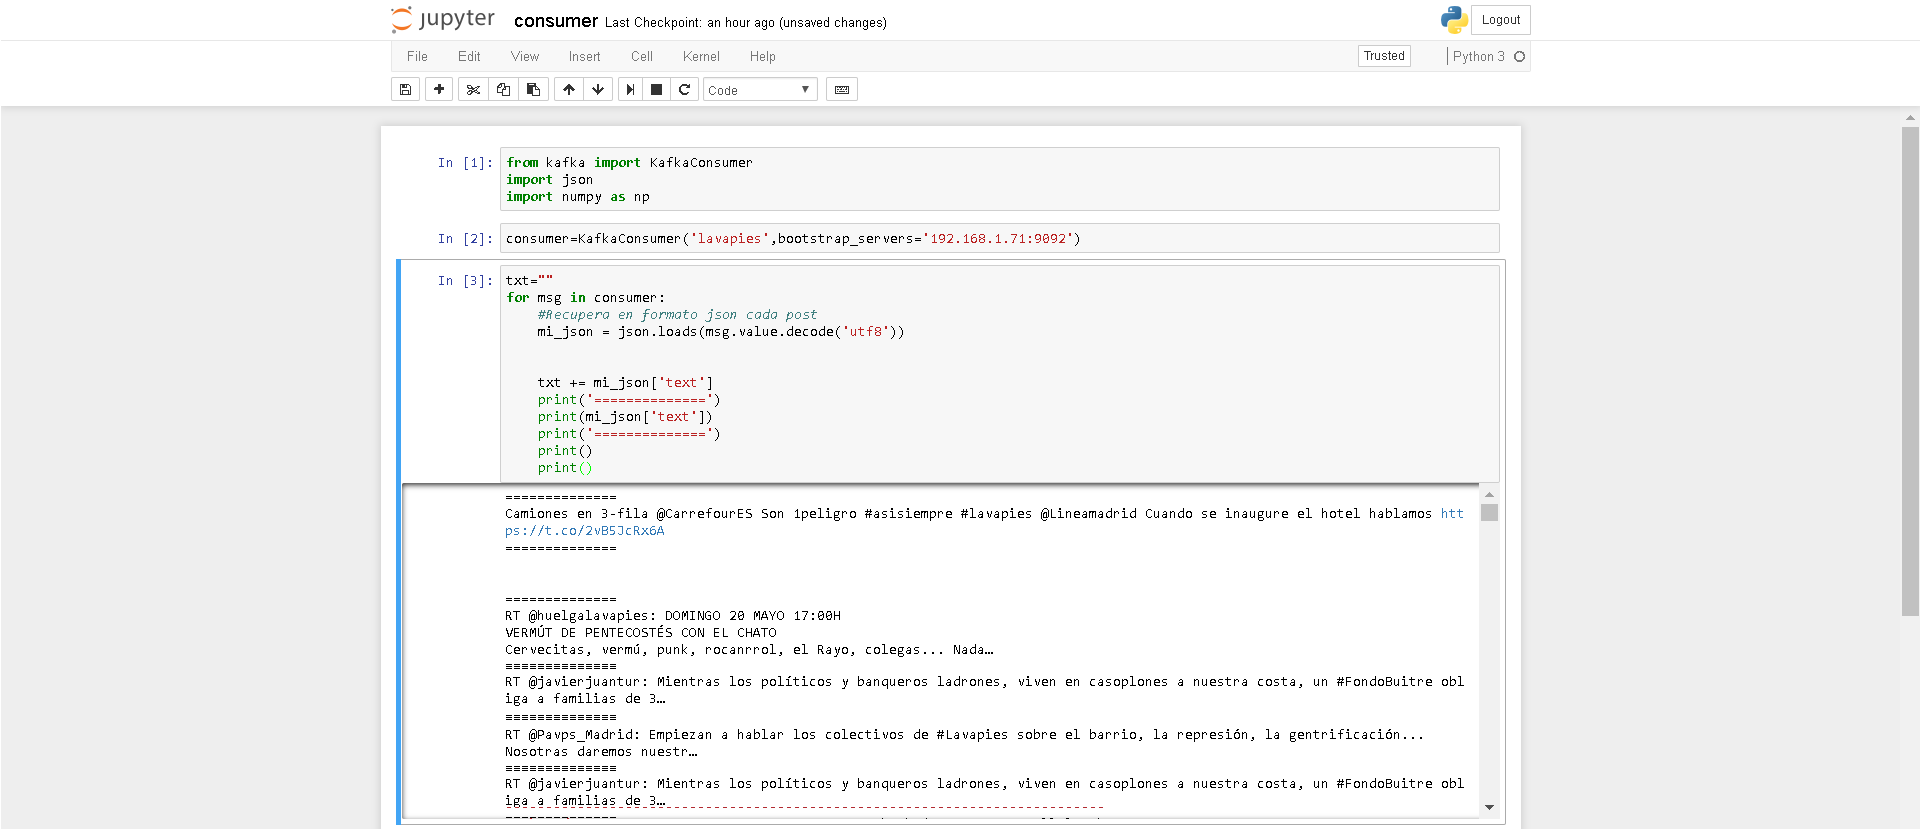 jupyter consumer Last Checkpoint: an hour ago (unsaved changes) Logout
File Edit View Insert Cell Kernel Help Trusted Python 3
Code
In [1]: from kafka import KafkaConsumer
import json
import numpy as np
In [2]: consumer=KafkaConsumer('lavapies',bootstrap_servers='192.168.1.71:9092')
In [3]: txt=""
for msg in consumer:
    #Recupera en formato json cada post
    mi_json = json.loads(msg.value.decode('utf8'))
    txt += mi_json['text']
    print('==============')
    print(mi_json['text'])
    print('==============')
    print()
    print()
==============
Camiones en 3-fila @CarrefourES Son 1peligro #asisiempre #lavapies @Lineamadrid Cuando se inaugure el hotel hablamos htt
ps://t.co/2vB5JcRx6A
==============
==============
RT @huelgalavapies: DOMINGO 20 MAYO 17:00H
VERMÚT DE PENTECOSTÉS CON EL CHATO
Cervecitas, vermú, punk, rocanrrol, el Rayo, colegas... Nada…
==============
RT @javierjuantur: Mientras los políticos y banqueros ladrones, viven en casoplones a nuestra costa, un #FondoBuitre obl
iga a familias de 3…
==============
RT @Pavps_Madrid: Empiezan a hablar los colectivos de #Lavapies sobre el barrio, la represión, la gentrificación...
Nosotras daremos nuestr…
==============
RT @javierjuantur: Mientras los políticos y banqueros ladrones, viven en casoplones a nuestra costa, un #FondoBuitre obl
iga a familias de 3…
==============